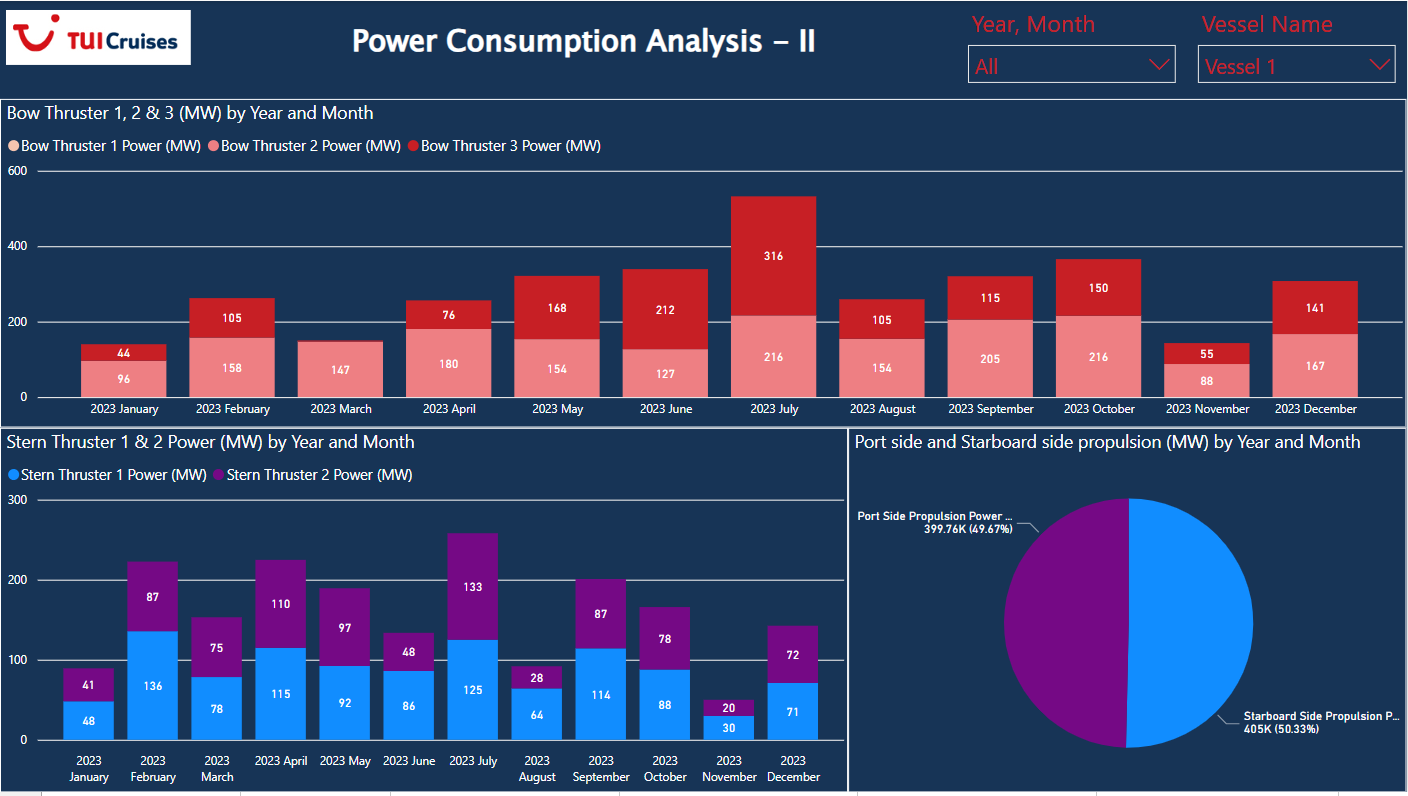 TUI Cruises
Power Consumption Analysis – II
Year, Month
All
Vessel Name
Vessel 1
Bow Thruster 1, 2 & 3 (MW) by Year and Month
Bow Thruster 1 Power (MW) Bow Thruster 2 Power (MW) Bow Thruster 3 Power (MW)
600
400
200
0
44 105 76 168 212 316 105 115 150 55 141
96 158 147 180 154 127 216 154 205 216 88 167
2023 January 2023 February 2023 March 2023 April 2023 May 2023 June 2023 July 2023 August 2023 September 2023 October 2023 November 2023 December
Stern Thruster 1 & 2 Power (MW) by Year and Month
Stern Thruster 1 Power (MW) Stern Thruster 2 Power (MW)
300
200
100
0
41 87 75 110 97 48 133 28 87 78 20 72
48 136 78 115 92 86 125 64 114 88 30 71
2023 January 2023 February 2023 March 2023 April 2023 May 2023 June 2023 July 2023 August 2023 September 2023 October 2023 November 2023 December
Port side and Starboard side propulsion (MW) by Year and Month
Port Side Propulsion Power ...
399.76K (49.67%)
Starboard Side Propulsion P...
405K (50.33%)